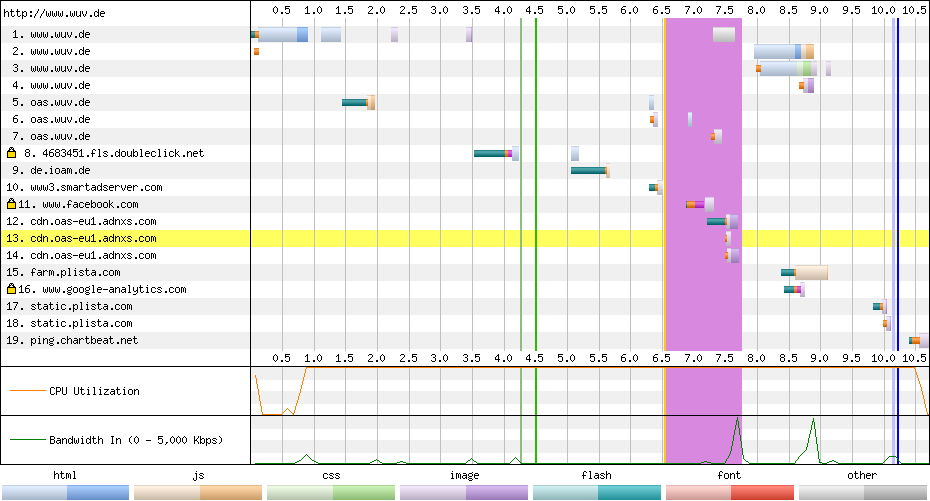 http://www.wuv.de
0.5 1.0 1.5 2.0 2.5 3.0 3.5 4.0 4.5 5.0 5.5 6.0 6.5 7.0 7.5 8.0 8.5 9.0 9.5 10.0 10.5
1. www.wuv.de
2. www.wuv.de
3. www.wuv.de
4. www.wuv.de
5. oas.wuv.de
6. oas.wuv.de
7. oas.wuv.de
8. 4683451.fls.doubleclick.net
9. de.ioam.de
10. www3.smartadserver.com
11. www.facebook.com
12. cdn.oas-eu1.adnxs.com
13. cdn.oas-eu1.adnxs.com
14. cdn.oas-eu1.adnxs.com
15. farm.plista.com
16. www.google-analytics.com
17. static.plista.com
18. static.plista.com
19. ping.chartbeat.net
0.5 1.0 1.5 2.0 2.5 3.0 3.5 4.0 4.5 5.0 5.5 6.0 6.5 7.0 7.5 8.0 8.5 9.0 9.5 10.0 10.5
CPU Utilization
Bandwidth In (0 - 5,000 Kbps)
html js css image flash font other